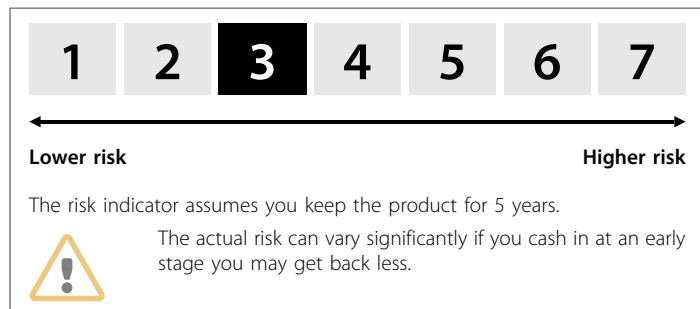 1 2 3 4 5 6 7
Lower risk Higher risk
The risk indicator assumes you keep the product for 5 years.
The actual risk can vary significantly if you cash in at an early
stage you may get back less.